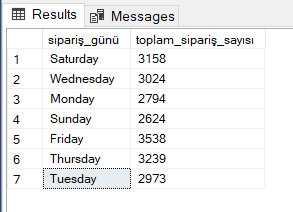 Results Messages
sipariş_günü toplam_sipariş_sayısı
1 Saturday 3158
2 Wednesday 3024
3 Monday 2794
4 Sunday 2624
5 Friday 3538
6 Thursday 3239
7 Tuesday 2973